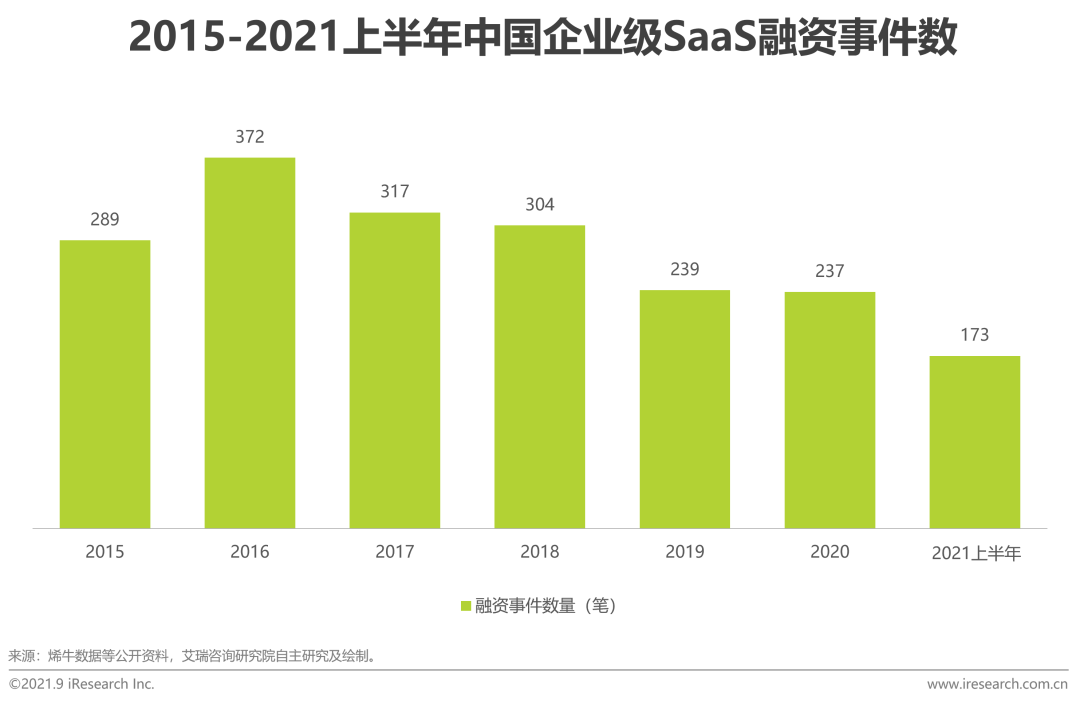 2015-2021上半年中国企业级SaaS融资事件数
372
317
304
289
239
237
173
2015 2016 2017 2018 2019 2020 2021上半年
融资事件数量（笔）
来源：烯牛数据等公开资料，艾瑞咨询研究院自主研究及绘制。
©2021.9 iResearch Inc. www.iresearch.com.cn